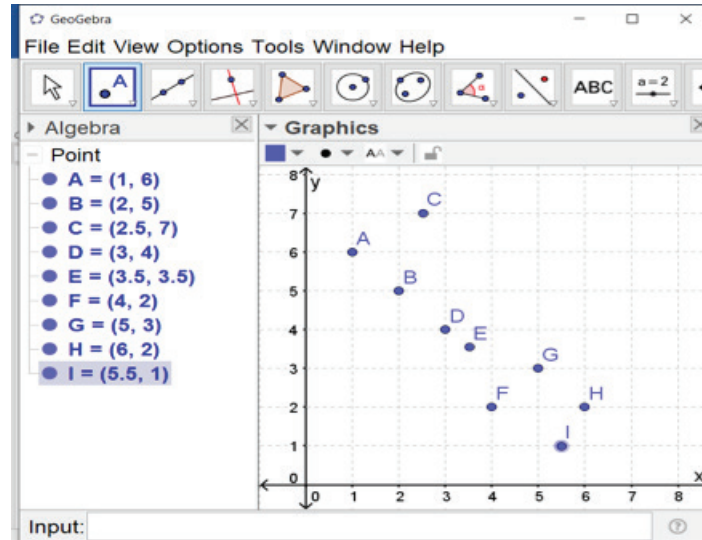 GeoGebra
File Edit View Options Tools Window Help
A
ABC
a=2
α
Algebra
Graphics
AA
Point
A = (1, 6)
B = (2, 5)
C = (2.5, 7)
D = (3, 4)
E = (3.5, 3.5)
F = (4, 2)
G = (5, 3)
H = (6, 2)
I = (5.5, 1)
8 y
7 C
6 A
5 B
4 D
E
3 G
2 F H
1 I
0 x
0 1 2 3 4 5 6 7 8
Input: